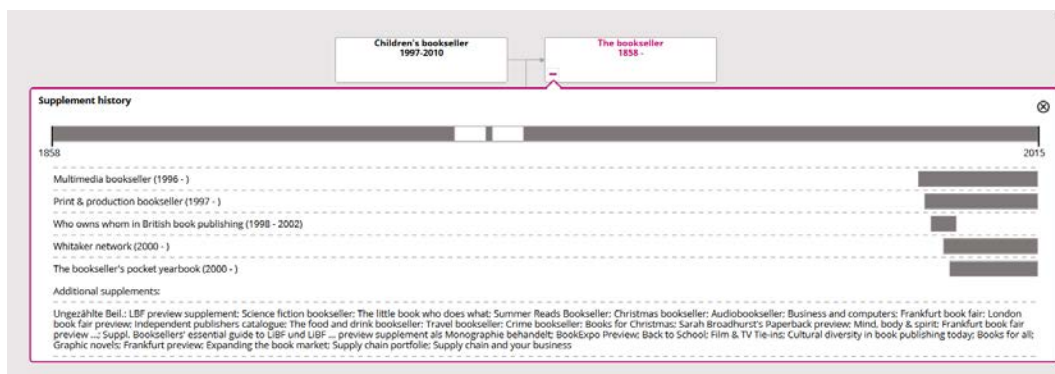 Children's bookseller
1997-2010
The bookseller
1858 -
Supplement history
1858
2015
Multimedia bookseller (1996 - )
Print & production bookseller (1997 - )
Who owns whom in British book publishing (1998 - 2002)
Whitaker network (2000 - )
The bookseller's pocket yearbook (2000 - )
Additional supplements:
Ungezählte Beil.: LBF preview supplement; Science fiction bookseller; The little book who does what; Summer Reads Bookseller; Christmas bookseller; Audiobookseller; Business and computers; Frankfurt book fair; London
book fair preview; Independent publishers catalogue; The food and drink bookseller; Travel bookseller; Crime bookseller; Books for Christmas; Sarah Broadhurst's Paperback preview; Mind, body & spirit; Frankfurt book fair
preview ...; Suppl. Booksellers' essential guide to LiBF und LiBF ... preview supplement als Monographie behandelt; BookExpo Preview; Back to School; Film & TV Tie-ins; Cultural diversity in book publishing today; Books for all;
Graphic novels; Frankfurt preview; Expanding the book market; Supply chain portfolie; Supply chain and your business